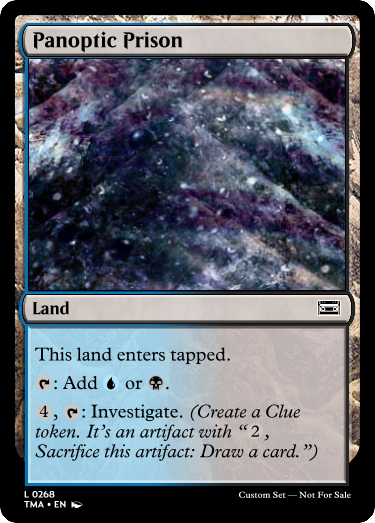 Panoptic Prison
Land
This land enters tapped.
: Add or .
4, : Investigate. (Create a Clue
token. It's an artifact with “2,
Sacrifice this artifact: Draw a card.”)
L 0268
TMA • EN
Custom Set — Not For Sale